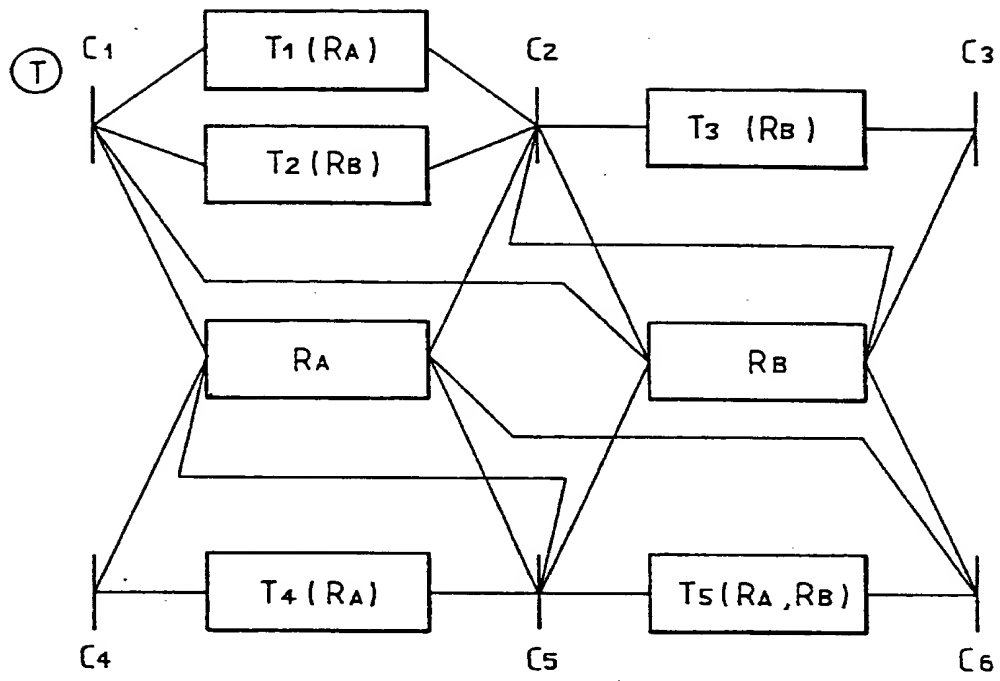 T
C1
T1 (RA)
C2
C3
T2 (RB)
T3 (RB)
RA
RB
T4 (RA)
T5 (RA, RB)
C4
C5
C6